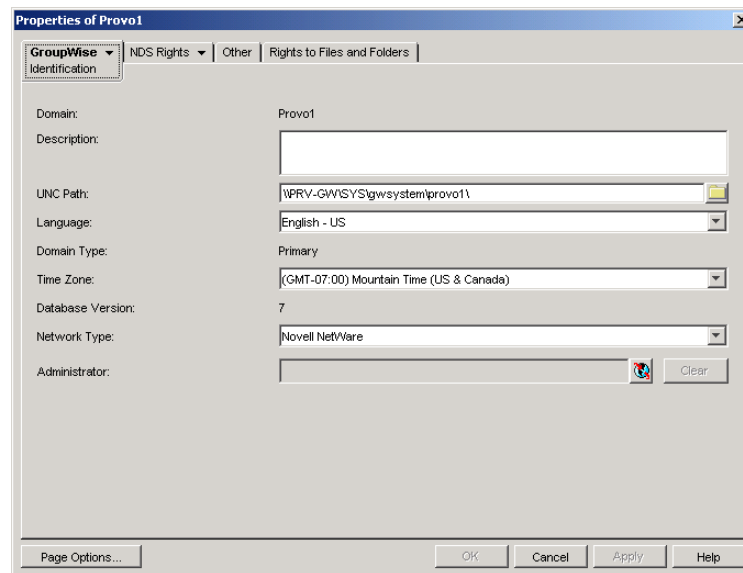 Properties of Provo1
GroupWise NDS Rights Other Rights to Files and Folders
Identification
Domain: Provo1
Description:
UNC Path: \\PRV-GW\SYS\gwsystem\provo1\
Language: English - US
Domain Type: Primary
Time Zone: (GMT-07:00) Mountain Time (US & Canada)
Database Version: 7
Network Type: Novell NetWare
Administrator: Clear
Page Options... OK Cancel Apply Help